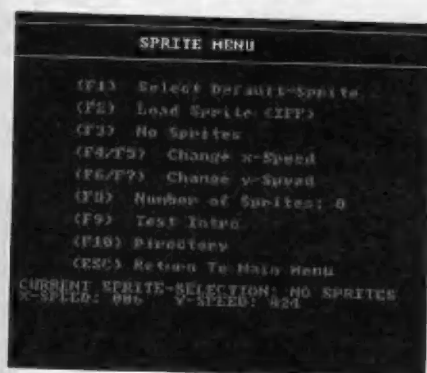 SPRITE MENU
(F1) Select Default-Sprite
(F2) Load Sprite (IFF)
(F3) No Sprites
(F4/F5) Change x-Speed
(F6/F7) Change y-Speed
(F8) Number of Sprites: 0
(F9) Test Intro
(F10) Directory
(ESC) Return To Main Menu
CURRENT SPRITE-SELECTION: NO SPRITES
X-SPEED: 006 Y-SPEED: